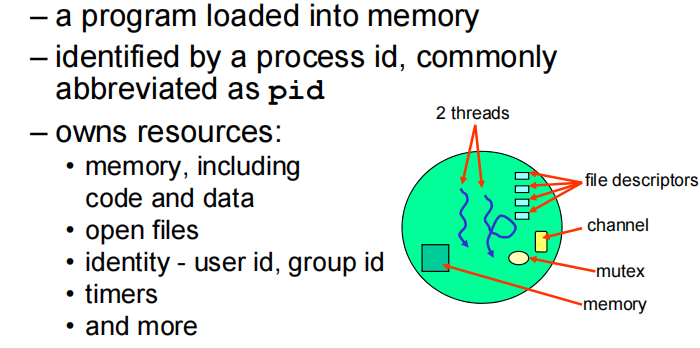 – a program loaded into memory
– identified by a process id, commonly
abbreviated as pid
– owns resources:
• memory, including
code and data
• open files
• identity - user id, group id
• timers
• and more
2 threads
file descriptors
channel
mutex
memory